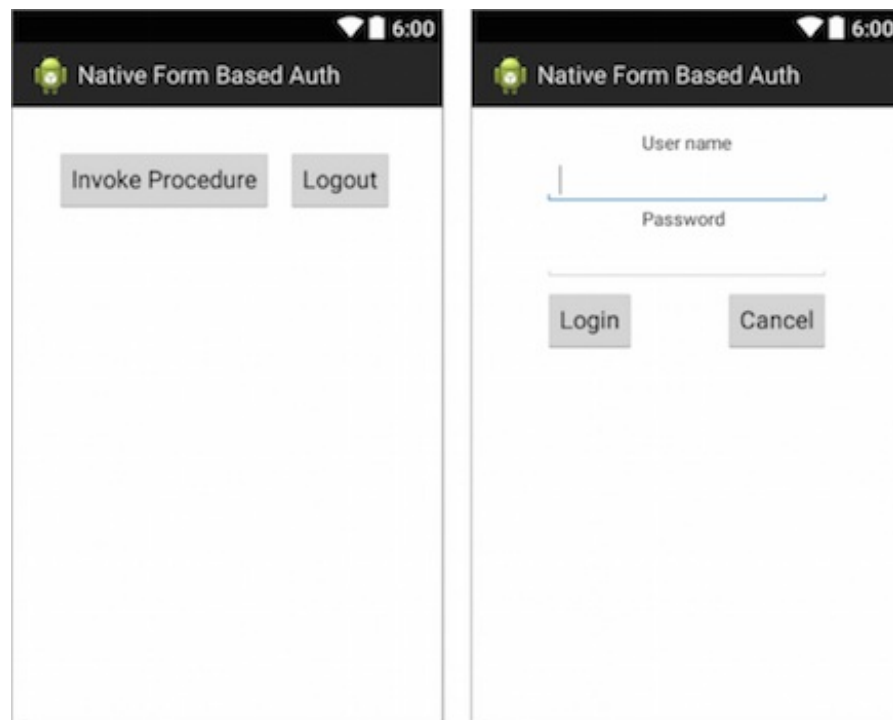 6:00
Native Form Based Auth
Invoke Procedure
Logout
6:00
Native Form Based Auth
User name
Password
Login
Cancel